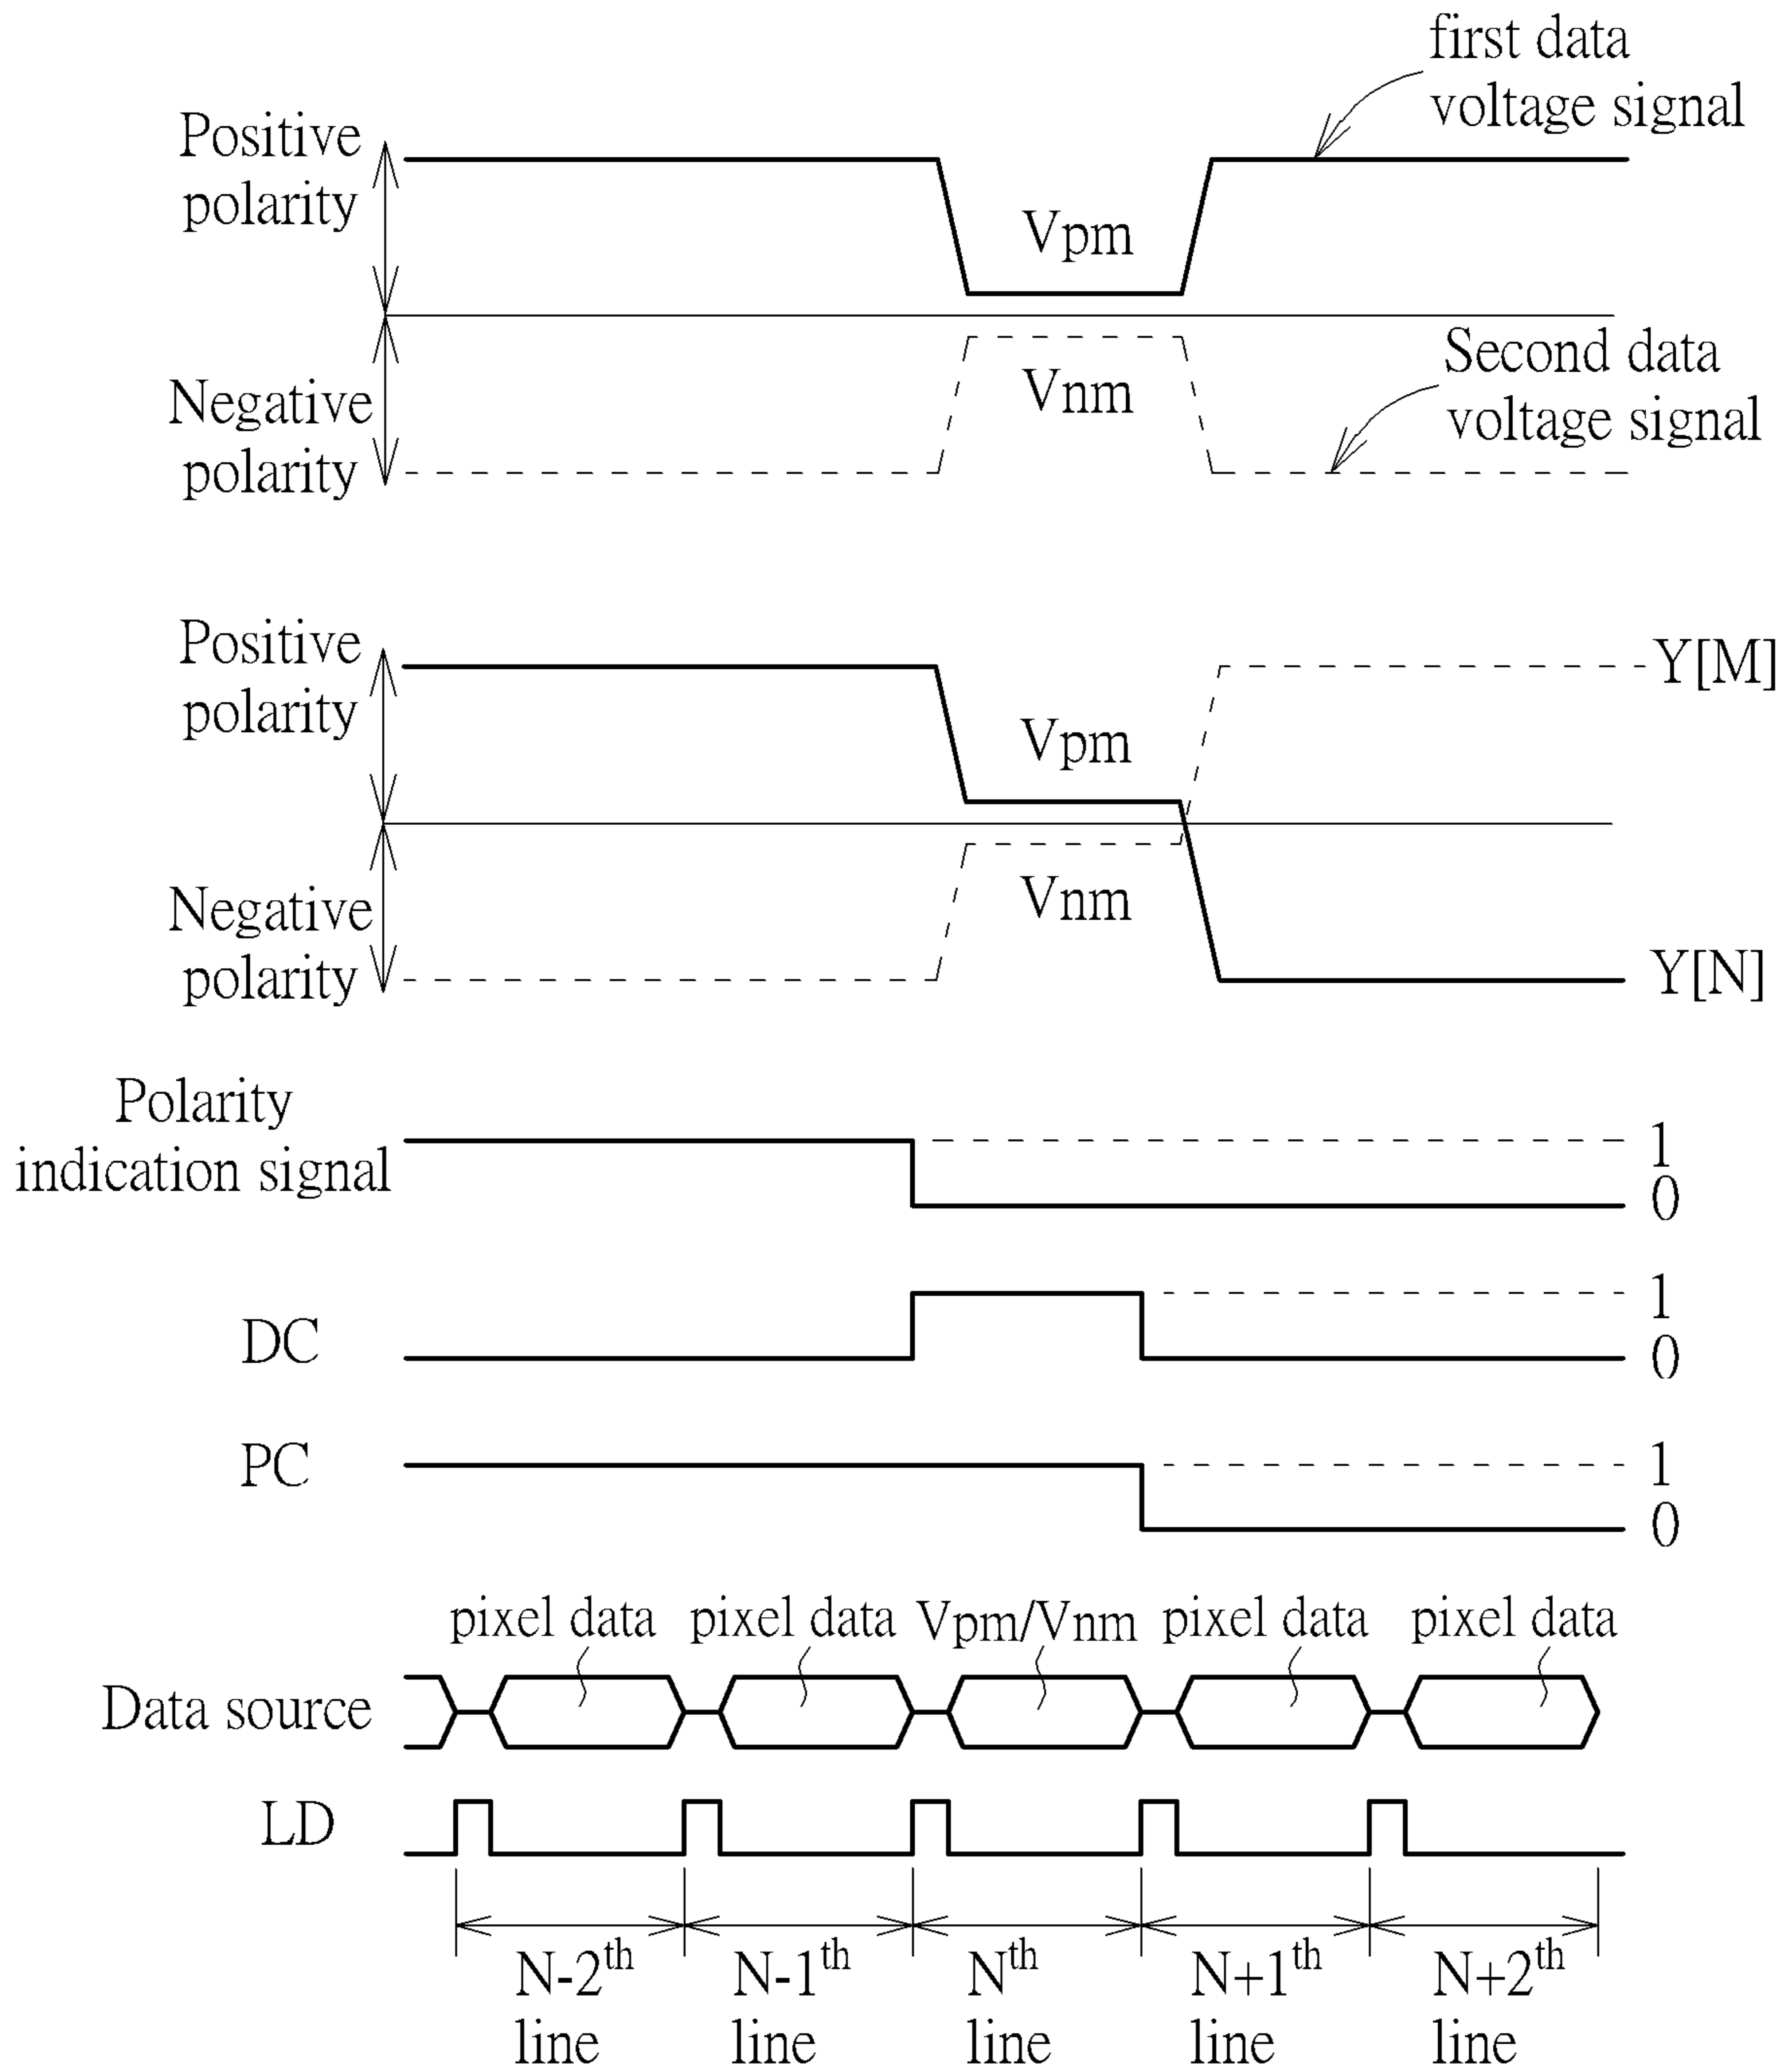 first data
voltage signal
Positive
polarity
Vpm
Negative
polarity
Vnm
Second data
voltage signal
Positive
polarity
Y[M]
Vpm
Negative
polarity
Vnm
Y[N]
Polarity
indication signal
1
0
DC
1
0
PC
1
0
pixel data pixel data Vpm/Vnm pixel data pixel data
Data source
LD
N-2th N-1th Nth N+1th N+2th
line line line line line